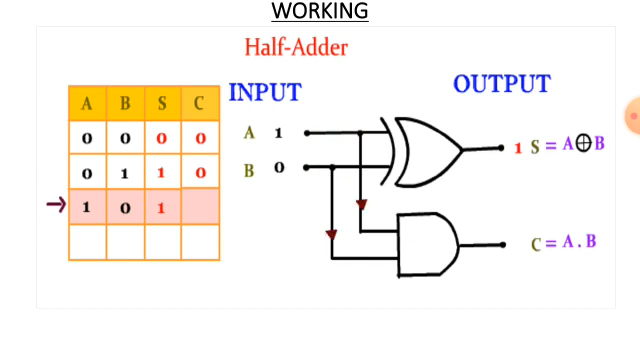 WORKING
Half-Adder
INPUT
OUTPUT
A B S C
0 0 0 0
0 1 1 0
→ 1 0 1
A 1
B 0
1 S = A⊕B
C = A . B